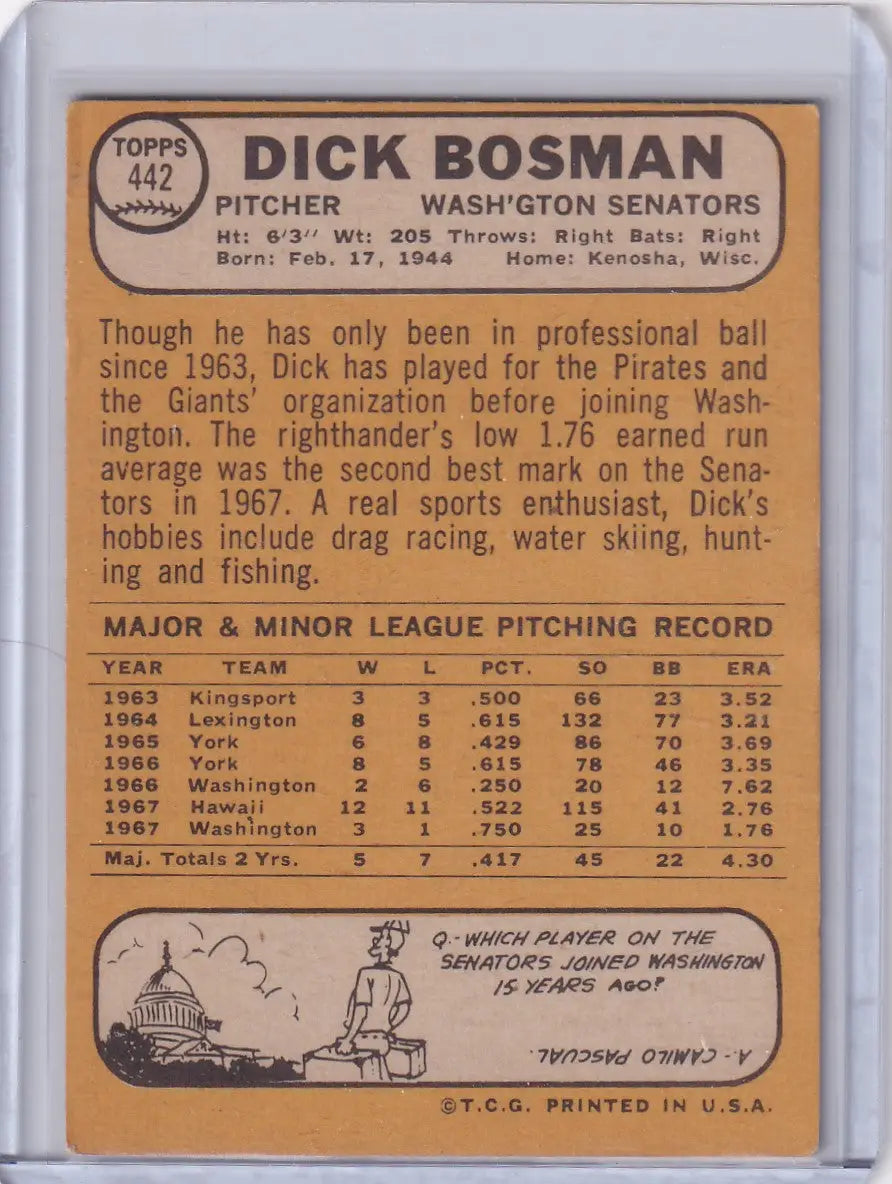 TOPPS
442
DICK BOSMAN
PITCHER WASH'GTON SENATORS
Ht: 6'3" Wt: 205 Throws: Right Bats: Right
Born: Feb. 17, 1944 Home: Kenosha, Wisc.
Though he has only been in professional ball
since 1963, Dick has played for the Pirates and
the Giants' organization before joining Wash-
ington. The righthander's low 1.76 earned run
average was the second best mark on the Sena-
tors in 1967. A real sports enthusiast, Dick's
hobbies include drag racing, water skiing, hunt-
ing and fishing.
MAJOR & MINOR LEAGUE PITCHING RECORD
YEAR TEAM W L PCT. SO BB ERA
1963 Kingsport 3 3 .500 66 23 3.52
1964 Lexington 8 5 .615 132 77 3.21
1965 York 6 8 .429 86 70 3.69
1966 York 8 5 .615 78 46 3.35
1966 Washington 2 6 .250 20 12 7.62
1967 Hawaii 12 11 .522 115 41 2.76
1967 Washington 3 1 .750 25 10 1.76
Maj. Totals 2 Yrs. 5 7 .417 45 22 4.30
Q.- WHICH PLAYER ON THE
SENATORS JOINED WASHINGTON
15 YEARS AGO?
A.- CAMILO PASCUAL.
©T.C.G. PRINTED IN U.S.A.